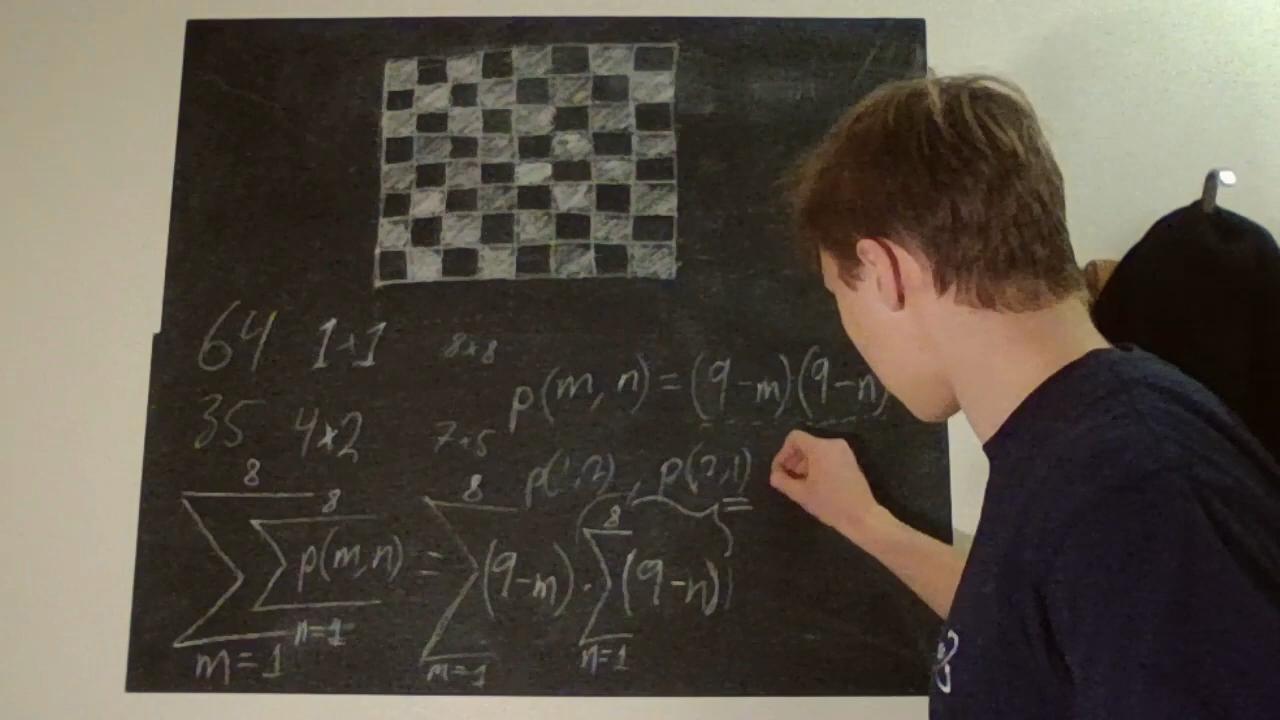 64 1×1 8×8
p(m, n) = (9-m)(9-n)
35 4×2 7×5
p(1,2), p(2,1)
8 8 8 8
∑ ∑ p(m,n) = ∑ (9-m) · ∑ (9-n) =
m=1 n=1 m=1 n=1